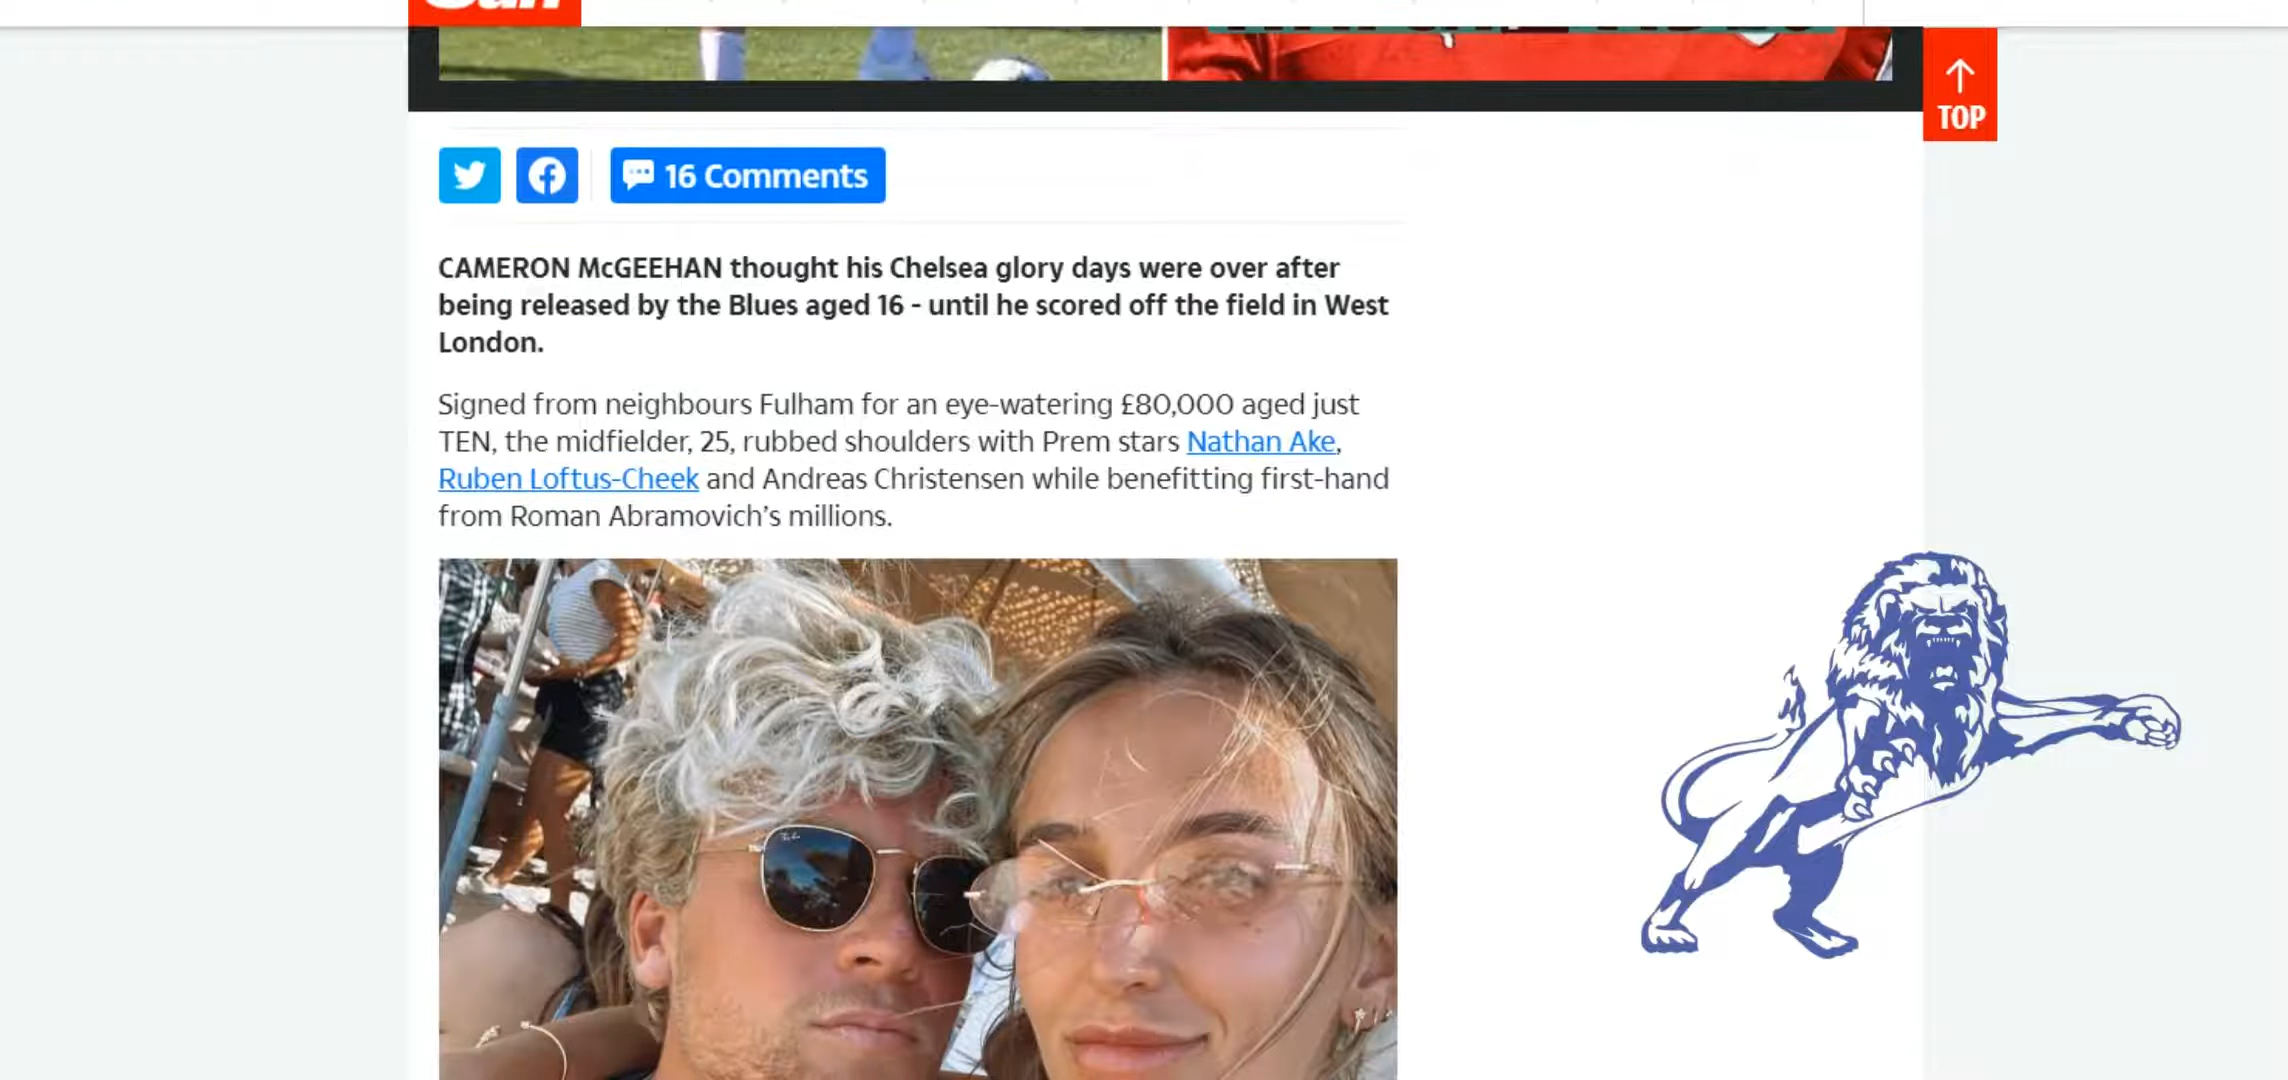 Sun
TOP
16 Comments
CAMERON McGEEHAN thought his Chelsea glory days were over after
being released by the Blues aged 16 - until he scored off the field in West
London.
Signed from neighbours Fulham for an eye-watering £80,000 aged just
TEN, the midfielder, 25, rubbed shoulders with Prem stars Nathan Ake,
Ruben Loftus-Cheek and Andreas Christensen while benefitting first-hand
from Roman Abramovich's millions.